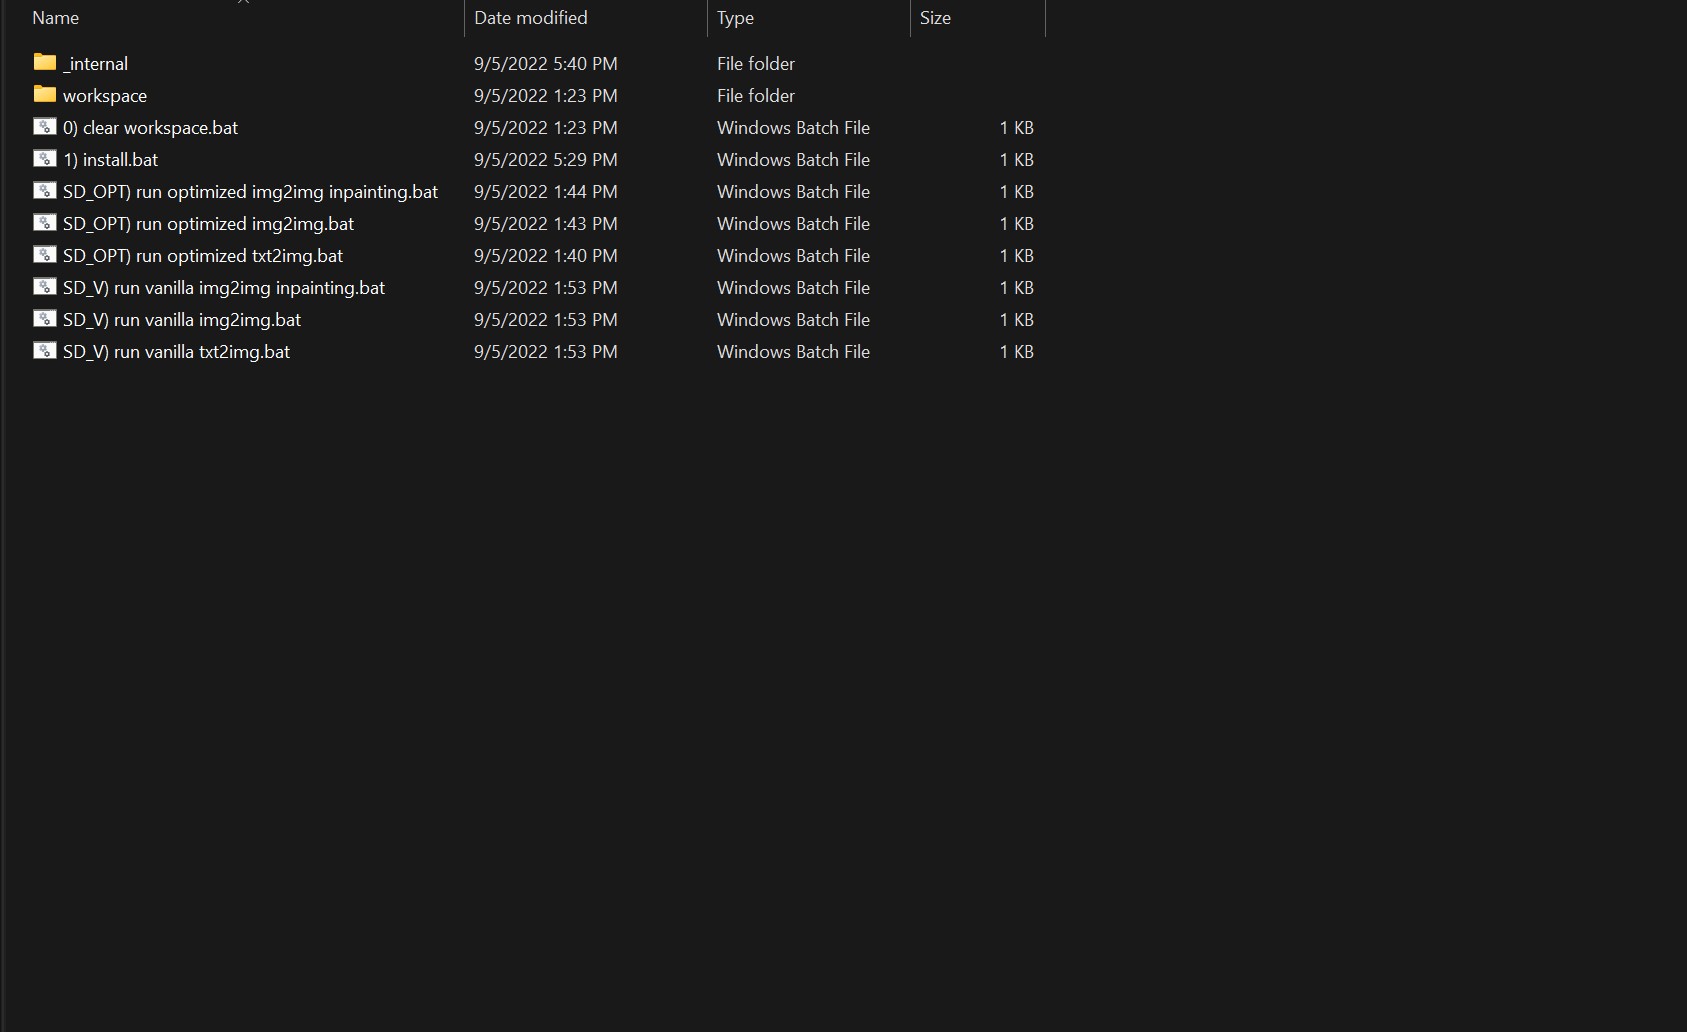 Name Date modified Type Size
_internal 9/5/2022 5:40 PM File folder
workspace 9/5/2022 1:23 PM File folder
0) clear workspace.bat 9/5/2022 1:23 PM Windows Batch File 1 KB
1) install.bat 9/5/2022 5:29 PM Windows Batch File 1 KB
SD_OPT) run optimized img2img inpainting.bat 9/5/2022 1:44 PM Windows Batch File 1 KB
SD_OPT) run optimized img2img.bat 9/5/2022 1:43 PM Windows Batch File 1 KB
SD_OPT) run optimized txt2img.bat 9/5/2022 1:40 PM Windows Batch File 1 KB
SD_V) run vanilla img2img inpainting.bat 9/5/2022 1:53 PM Windows Batch File 1 KB
SD_V) run vanilla img2img.bat 9/5/2022 1:53 PM Windows Batch File 1 KB
SD_V) run vanilla txt2img.bat 9/5/2022 1:53 PM Windows Batch File 1 KB